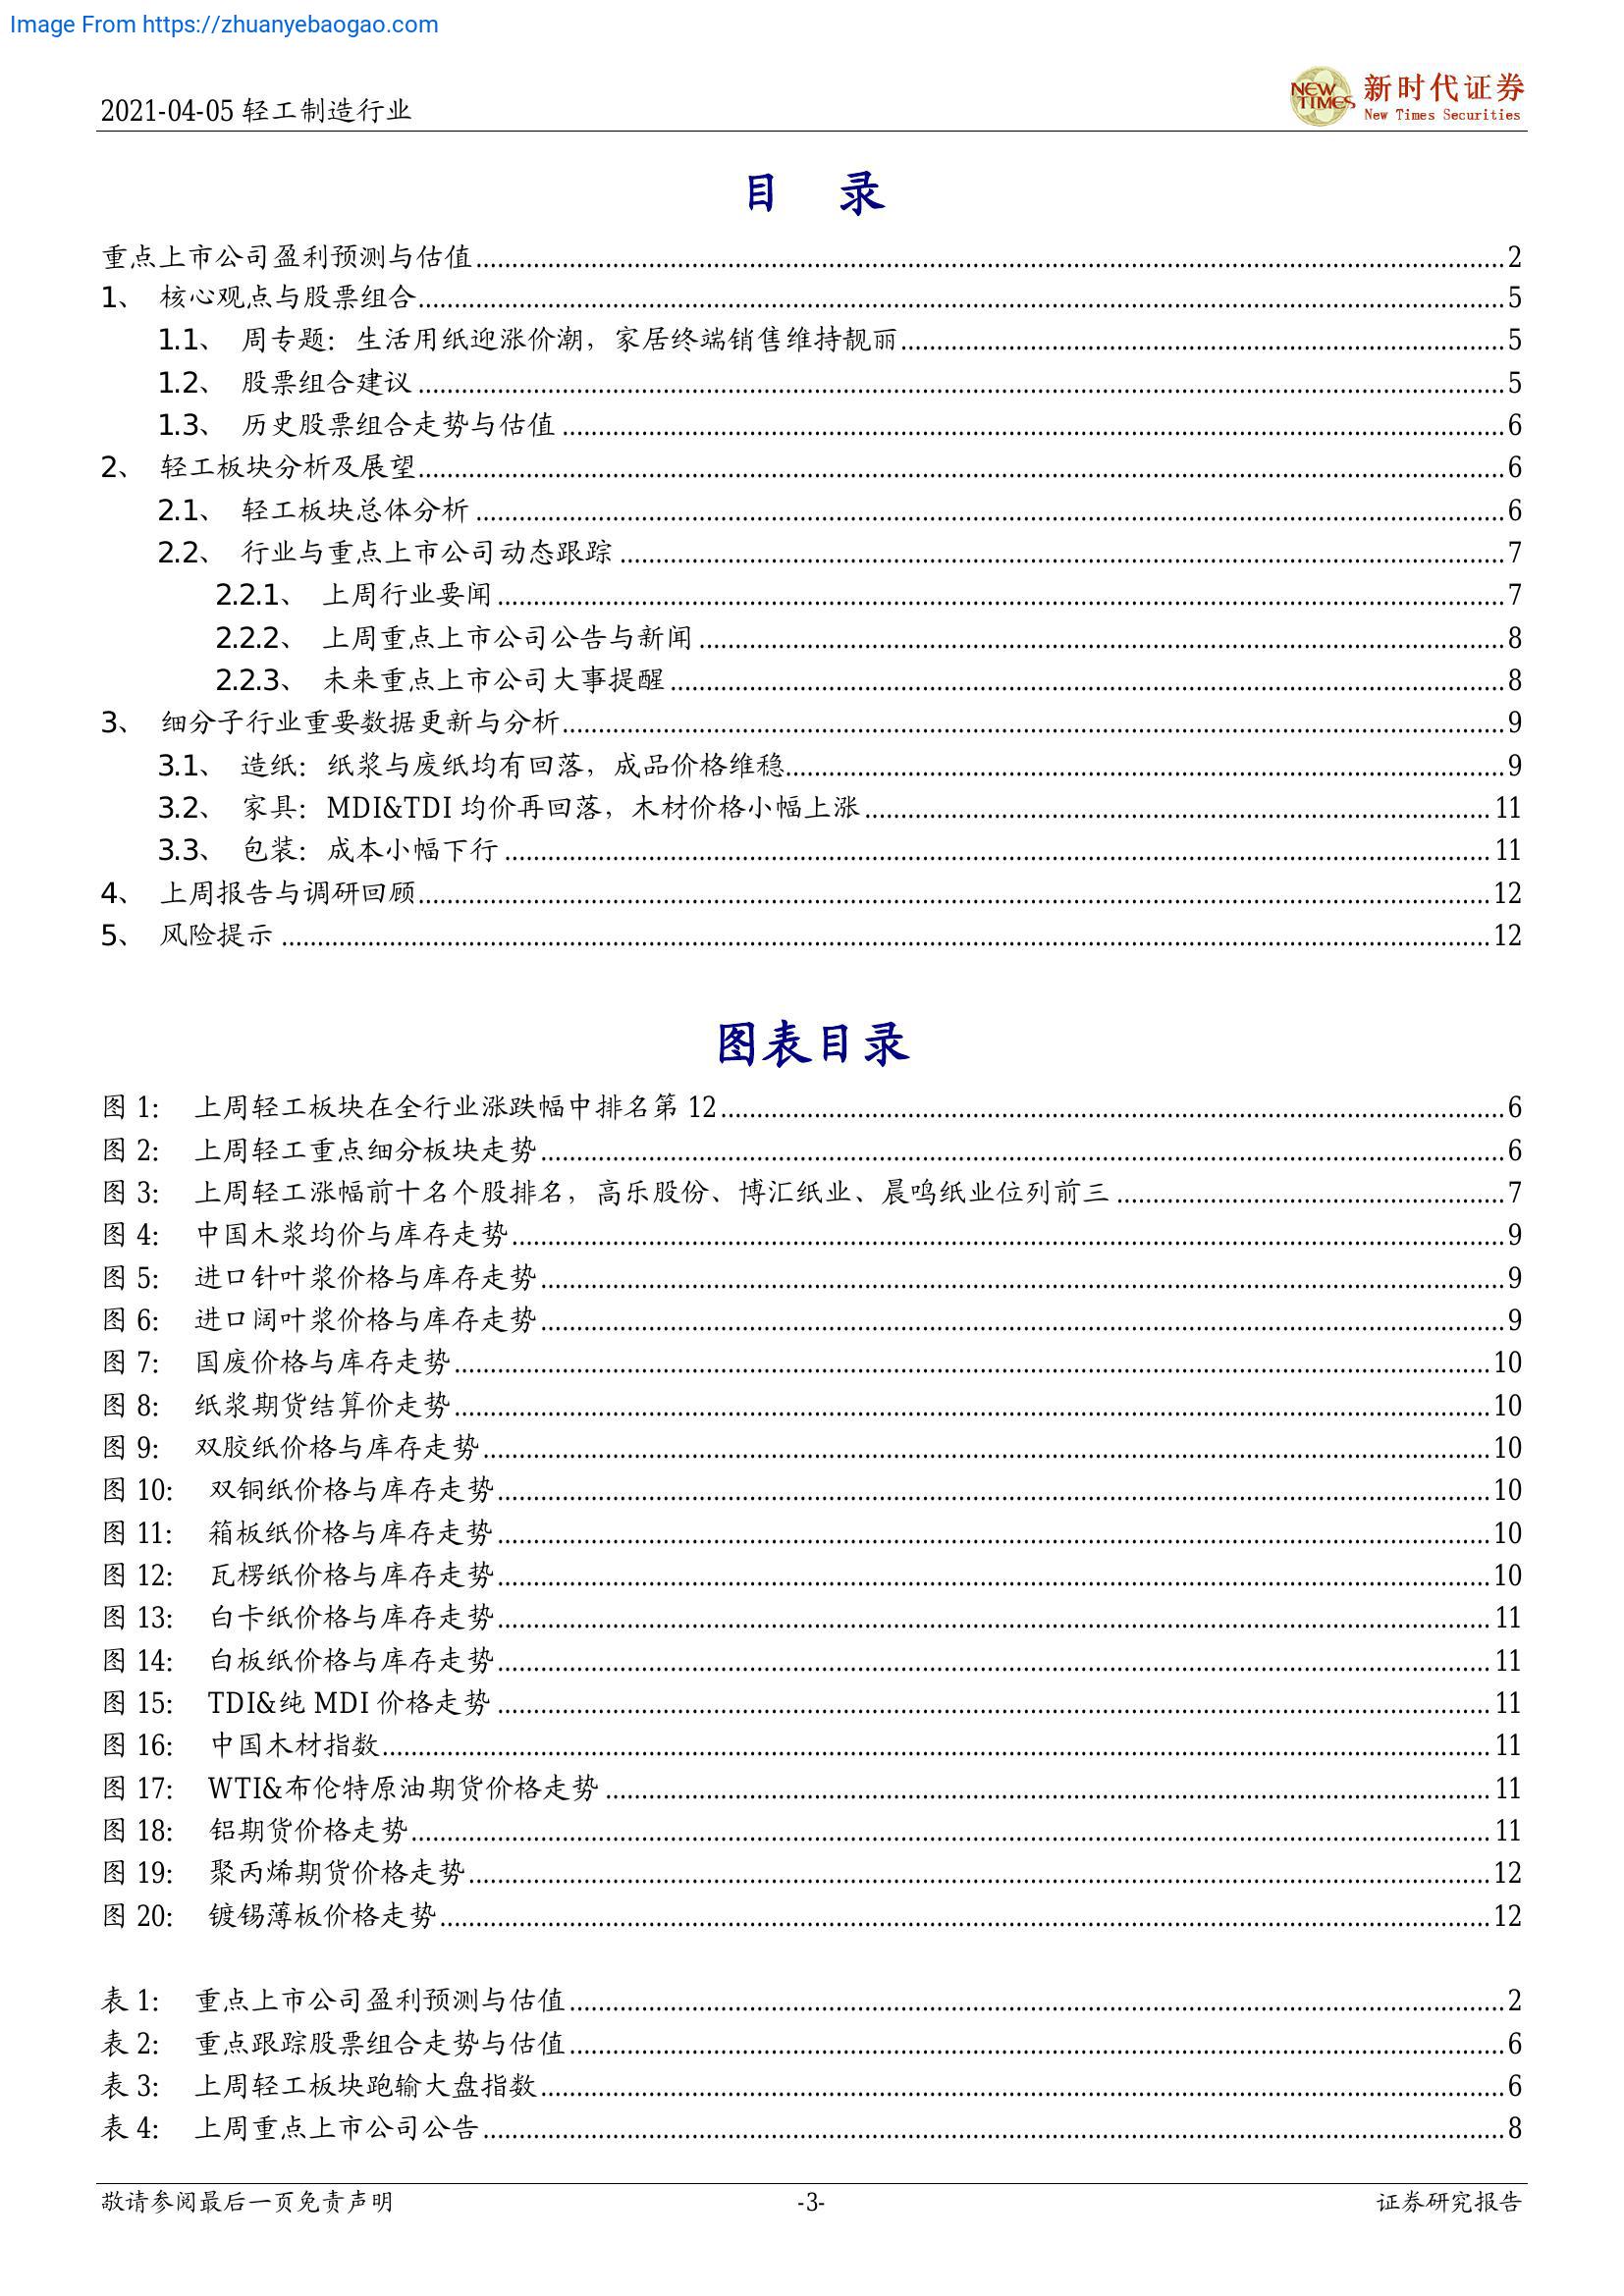 Image From https://zhuanyebaogao.com
2021-04-05 轻工制造行业
NEW TIMES
新时代证券
New Times Securities
目 录
重点上市公司盈利预测与估值 2
1、 核心观点与股票组合 5
1.1、 周专题：生活用纸迎涨价潮，家居终端销售维持靓丽 5
1.2、 股票组合建议 5
1.3、 历史股票组合走势与估值 6
2、 轻工板块分析及展望 6
2.1、 轻工板块总体分析 6
2.2、 行业与重点上市公司动态跟踪 7
2.2.1、 上周行业要闻 7
2.2.2、 上周重点上市公司公告与新闻 8
2.2.3、 未来重点上市公司大事提醒 8
3、 细分子行业重要数据更新与分析 9
3.1、 造纸：纸浆与废纸均有回落，成品价格维稳 9
3.2、 家具：MDI&TDI 均价再回落，木材价格小幅上涨 11
3.3、 包装：成本小幅下行 11
4、 上周报告与调研回顾 12
5、 风险提示 12
图表目录
图 1: 上周轻工板块在全行业涨跌幅中排名第 12 6
图 2: 上周轻工重点细分板块走势 6
图 3: 上周轻工涨幅前十名个股排名，高乐股份、博汇纸业、晨鸣纸业位列前三 7
图 4: 中国木浆均价与库存走势 9
图 5: 进口针叶浆价格与库存走势 9
图 6: 进口阔叶浆价格与库存走势 9
图 7: 国废价格与库存走势 10
图 8: 纸浆期货结算价走势 10
图 9: 双胶纸价格与库存走势 10
图 10: 双铜纸价格与库存走势 10
图 11: 箱板纸价格与库存走势 10
图 12: 瓦楞纸价格与库存走势 10
图 13: 白卡纸价格与库存走势 11
图 14: 白板纸价格与库存走势 11
图 15: TDI&纯 MDI 价格走势 11
图 16: 中国木材指数 11
图 17: WTI&布伦特原油期货价格走势 11
图 18: 铝期货价格走势 11
图 19: 聚丙烯期货价格走势 12
图 20: 镀锡薄板价格走势 12
表 1: 重点上市公司盈利预测与估值 2
表 2: 重点跟踪股票组合走势与估值 6
表 3: 上周轻工板块跑输大盘指数 6
表 4: 上周重点上市公司公告 8
敬请参阅最后一页免责声明 -3- 证券研究报告